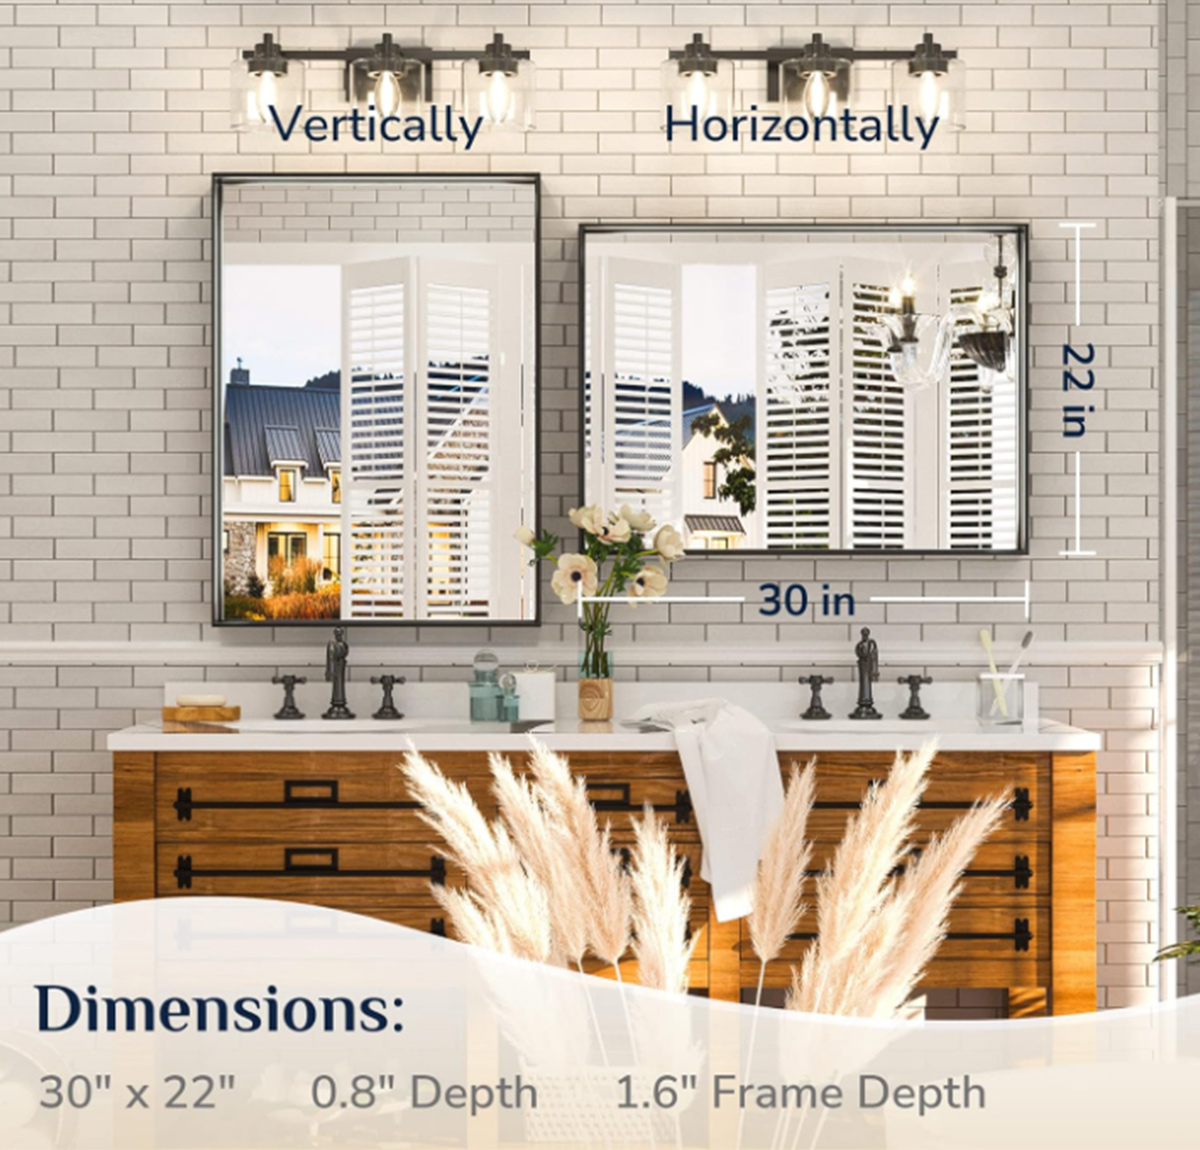 Vertically
Horizontally
22 in
30 in
Dimensions:
30" x 22" 0.8" Depth 1.6" Frame Depth